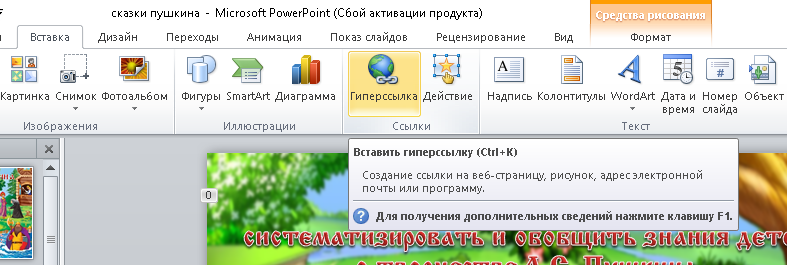 сказки пушкина - Microsoft PowerPoint (Сбой активации продукта)
Средства рисования
Вставка Дизайн Переходы Анимация Показ слайдов Рецензирование Вид Формат
Картинка Снимок Фотоальбом Фигуры SmartArt Диаграмма Гиперссылка Действие Надпись Колонтитулы WordArt Дата и время Номер слайда Объект
Изображения Иллюстрации Ссылки Текст
Вставить гиперссылку (Ctrl+K)
Создание ссылки на веб-страницу, рисунок, адрес электронной
почты или программу.
Для получения дополнительных сведений нажмите клавишу F1.
систематизировать и обобщить знания дете